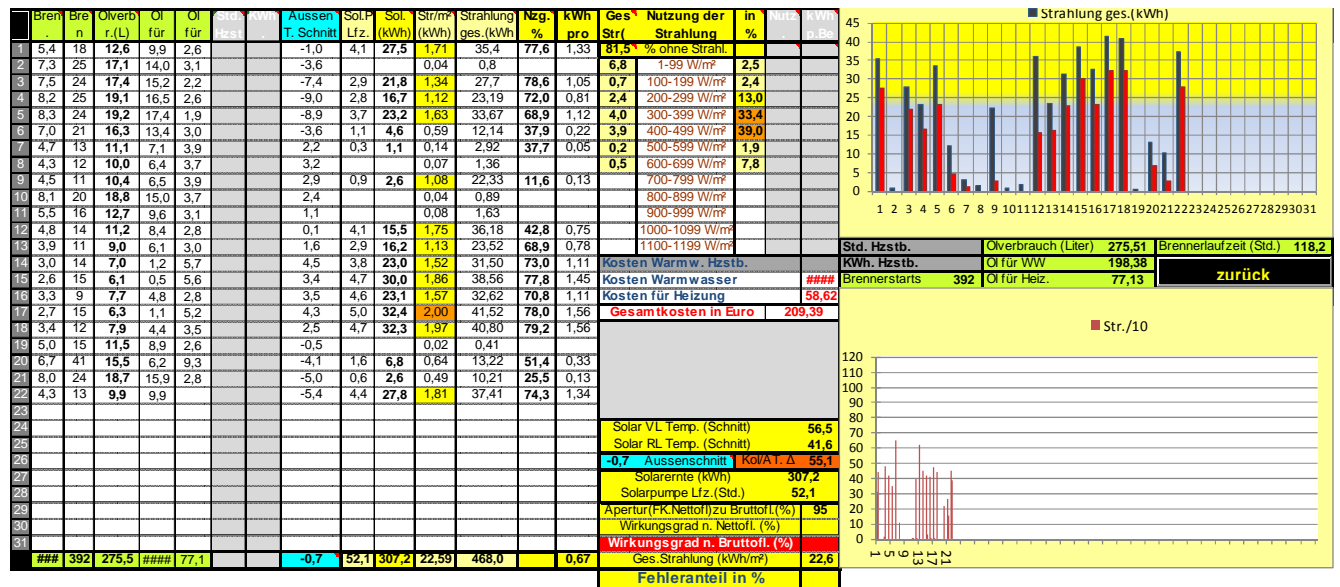 Bren Bre Olverb Ol Ol Std. KWh Aussen Sol.P Sol. Str/m² Strahlung Nzg. kWh Ges Nutzung der in Nutz kWh
. n r.(L) für für Hzst . T. Schnitt Lfz. (kWh) (kWh) ges.(kWh) % pro Str( Strahlung % . p.Be
1 5,4 18 12,6 9,9 2,6 -1,0 4,1 27,5 1,71 35,4 77,6 1,33 81,5 % ohne Strahl.
2 7,3 25 17,1 14,0 3,1 -3,6 0,04 0,8 6,8 1-99 W/m² 2,5
3 7,5 24 17,4 15,2 2,2 -7,4 2,9 21,8 1,34 27,7 78,6 1,05 0,7 100-199 W/m² 2,4
4 8,2 25 19,1 16,5 2,6 -9,0 2,8 16,7 1,12 23,19 72,0 0,81 2,4 200-299 W/m² 13,0
5 8,3 24 19,2 17,4 1,9 -8,9 3,7 23,2 1,63 33,67 68,9 1,12 4,0 300-399 W/m² 33,4
6 7,0 21 16,3 13,4 3,0 -3,6 1,1 4,6 0,59 12,14 37,9 0,22 3,9 400-499 W/m² 39,0
7 4,7 13 11,1 7,1 3,9 2,2 0,3 1,1 0,14 2,92 37,7 0,05 0,2 500-599 W/m² 1,9
8 4,3 12 10,0 6,4 3,7 3,2 0,07 1,36 0,5 600-699 W/m² 7,8
9 4,5 11 10,4 6,5 3,9 2,9 0,9 2,6 1,08 22,33 11,6 0,13 700-799 W/m²
10 8,1 20 18,8 15,0 3,7 2,4 0,04 0,89 800-899 W/m²
11 5,5 16 12,7 9,6 3,1 1,1 0,08 1,63 900-999 W/m²
12 4,8 14 11,2 8,4 2,8 0,1 4,1 15,5 1,75 36,18 42,8 0,75 1000-1099 W/m²
13 3,9 11 9,0 6,1 3,0 1,6 2,9 16,2 1,13 23,52 68,9 0,78 1100-1199 W/m²
14 3,0 14 7,0 1,2 5,7 4,5 3,8 23,0 1,52 31,50 73,0 1,11 Kosten Warmw. Hzstb.
15 2,6 15 6,1 0,5 5,6 3,4 4,7 30,0 1,86 38,56 77,8 1,45 Kosten Warmwasser ####
16 3,3 9 7,7 4,8 2,8 3,5 4,6 23,1 1,57 32,62 70,8 1,11 Kosten für Heizung 58,62
17 2,7 15 6,3 1,1 5,2 4,3 5,0 32,4 2,00 41,52 78,0 1,56 Gesamtkosten in Euro 209,39
18 3,4 12 7,9 4,4 3,5 2,5 4,7 32,3 1,97 40,80 79,2 1,56
19 5,0 15 11,5 8,9 2,6 -0,5 0,02 0,41
20 6,7 41 15,5 6,2 9,3 -4,1 1,6 6,8 0,64 13,22 51,4 0,33
21 8,0 24 18,7 15,9 2,8 -5,0 0,6 2,6 0,49 10,21 25,5 0,13
22 4,3 13 9,9 9,9 -5,4 4,4 27,8 1,81 37,41 74,3 1,34
23
24 Solar VL Temp. (Schnitt) 56,5
25 Solar RL Temp. (Schnitt) 41,6
26 -0,7 Aussenschnitt Kol/AT. Δ 55,1
27 Solarernte (kWh) 307,2
28 Solarpumpe Lfz.(Std.) 52,1
29 Apertur(FK.Nettofl)zu Bruttofl.(%) 95
30 Wirkungsgrad n. Nettofl. (%)
31 Wirkungsgrad n. Bruttofl. (%)
### 392 275,5 #### 77,1 -0,7 52,1 307,2 22,59 468,0 0,67 Ges.Strahlung (kWh/m²) 22,6
Fehleranteil in %
Strahlung ges.(kWh)
45
40
35
30
25
20
15
10
5
0
1 2 3 4 5 6 7 8 9 10 11 12 13 14 15 16 17 18 19 20 21 22 23 24 25 26 27 28 29 30 31
Std. Hzstb. Olverbrauch (Liter) 275,51 Brennerlaufzeit (Std.) 118,2
KWh. Hzstb. Ol für WW 198,38 zurück
Brennerstarts 392 Ol für Heiz. 77,13
Str./10
120
110
100
90
80
70
60
50
40
30
20
10
0
1 5 9 13 17 21